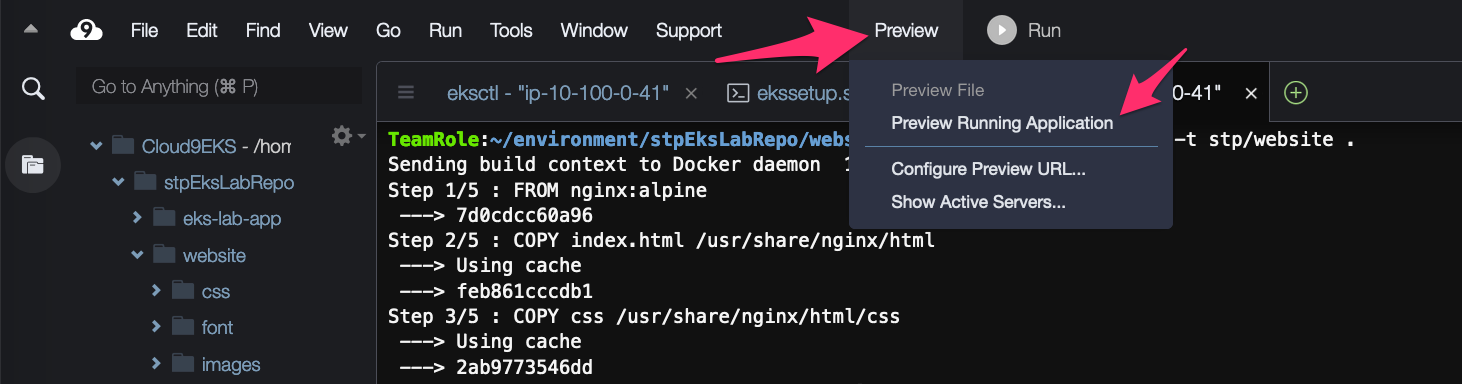 9 File Edit Find View Go Run Tools Window Support Preview Run
Go to Anything (⌘ P)
eksctl - "ip-10-100-0-41" × ekssetup.s 0-41" ×
Preview File
Preview Running Application
Configure Preview URL...
Show Active Servers...
Cloud9EKS - /hom
stpEksLabRepo
eks-lab-app
website
css
font
images
TeamRole:~/environment/stpEksLabRepo/webs -t stp/website .
Sending build context to Docker daemon 1
Step 1/5 : FROM nginx:alpine
---> 7d0cdcc60a96
Step 2/5 : COPY index.html /usr/share/nginx/html
---> Using cache
---> feb861cccdb1
Step 3/5 : COPY css /usr/share/nginx/html/css
---> Using cache
---> 2ab9773546dd